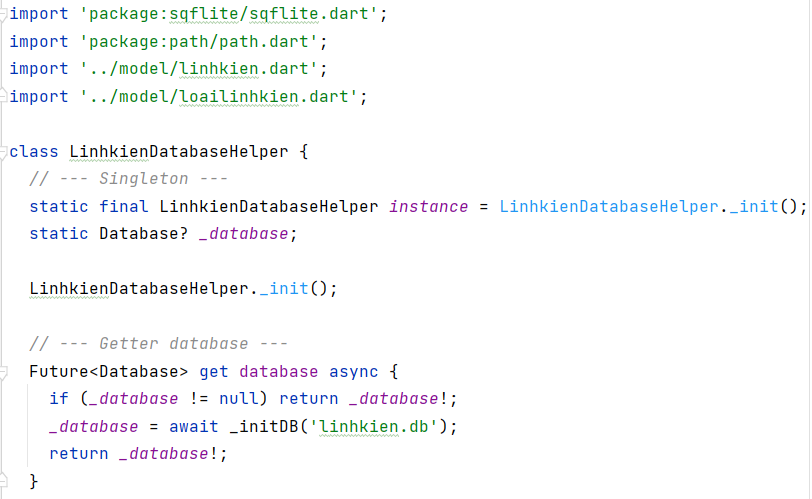 import 'package:sqflite/sqflite.dart';
import 'package:path/path.dart';
import '../model/linhkien.dart';
import '../model/loailinhkien.dart';

class LinhkienDatabaseHelper {
  // --- Singleton ---
  static final LinhkienDatabaseHelper instance = LinhkienDatabaseHelper._init();
  static Database? _database;

  LinhkienDatabaseHelper._init();

  // --- Getter database ---
  Future<Database> get database async {
    if (_database != null) return _database!;
    _database = await _initDB('linhkien.db');
    return _database!;
  }